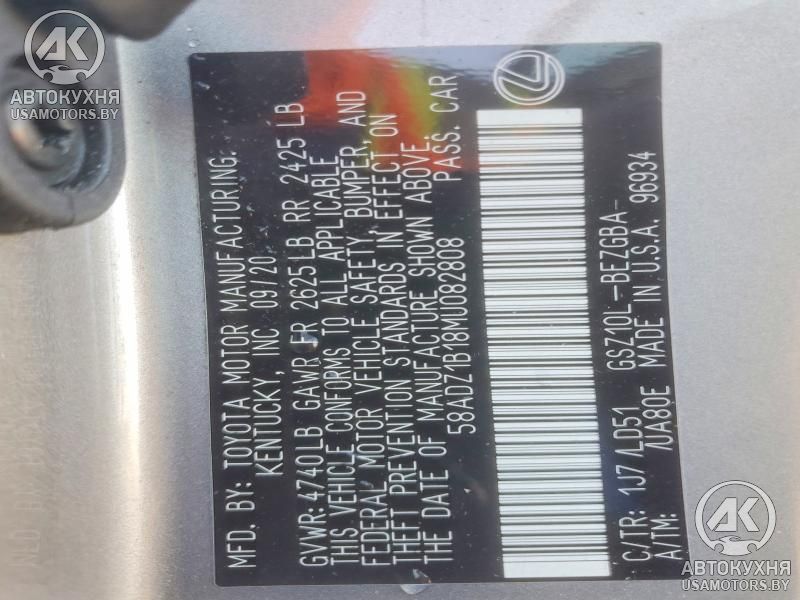 MFD. BY: TOYOTA MOTOR MANUFACTURING,
KENTUCKY, INC 09/20
GVWR: 4740LB GAWR FR 2625LB RR 2425LB
THIS VEHICLE CONFORMS TO ALL APPLICABLE
FEDERAL MOTOR VEHICLE SAFETY, BUMPER, AND
THEFT PREVENTION STANDARDS IN EFFECT ON
THE DATE OF MANUFACTURE SHOWN ABOVE.
58ADZ1B18MU082808 PASS. CAR
C/TR: 1J7/LD51 GSZ10L-BEZGBA-
A/TM: /UA80E MADE IN U.S.A. 96934
АК
АВТОКУХНЯ
USAMOTORS.BY
АК
АВТОКУХНЯ
USAMOTORS.BY